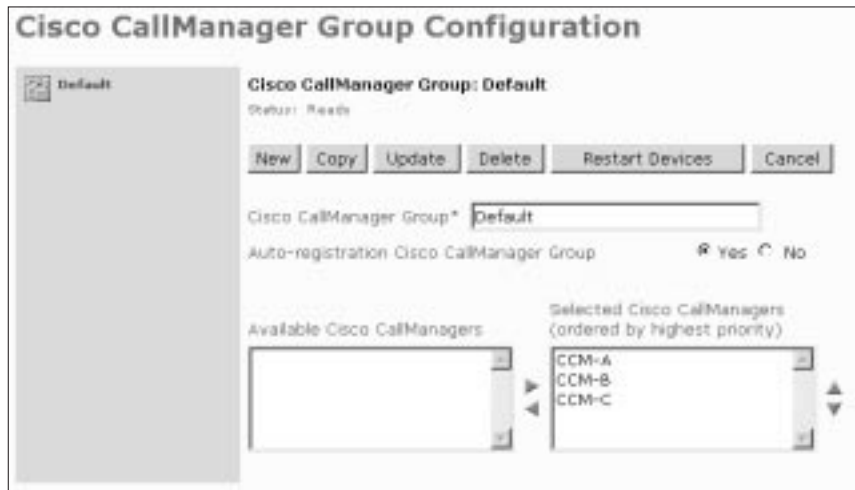 Cisco CallManager Group Configuration
Default
Cisco CallManager Group: Default
Status: Ready
New Copy Update Delete Restart Devices Cancel
Cisco CallManager Group* Default
Auto-registration Cisco CallManager Group Yes No
Available Cisco CallManagers
Selected Cisco CallManagers
(ordered by highest priority)
CCM-A
CCM-B
CCM-C